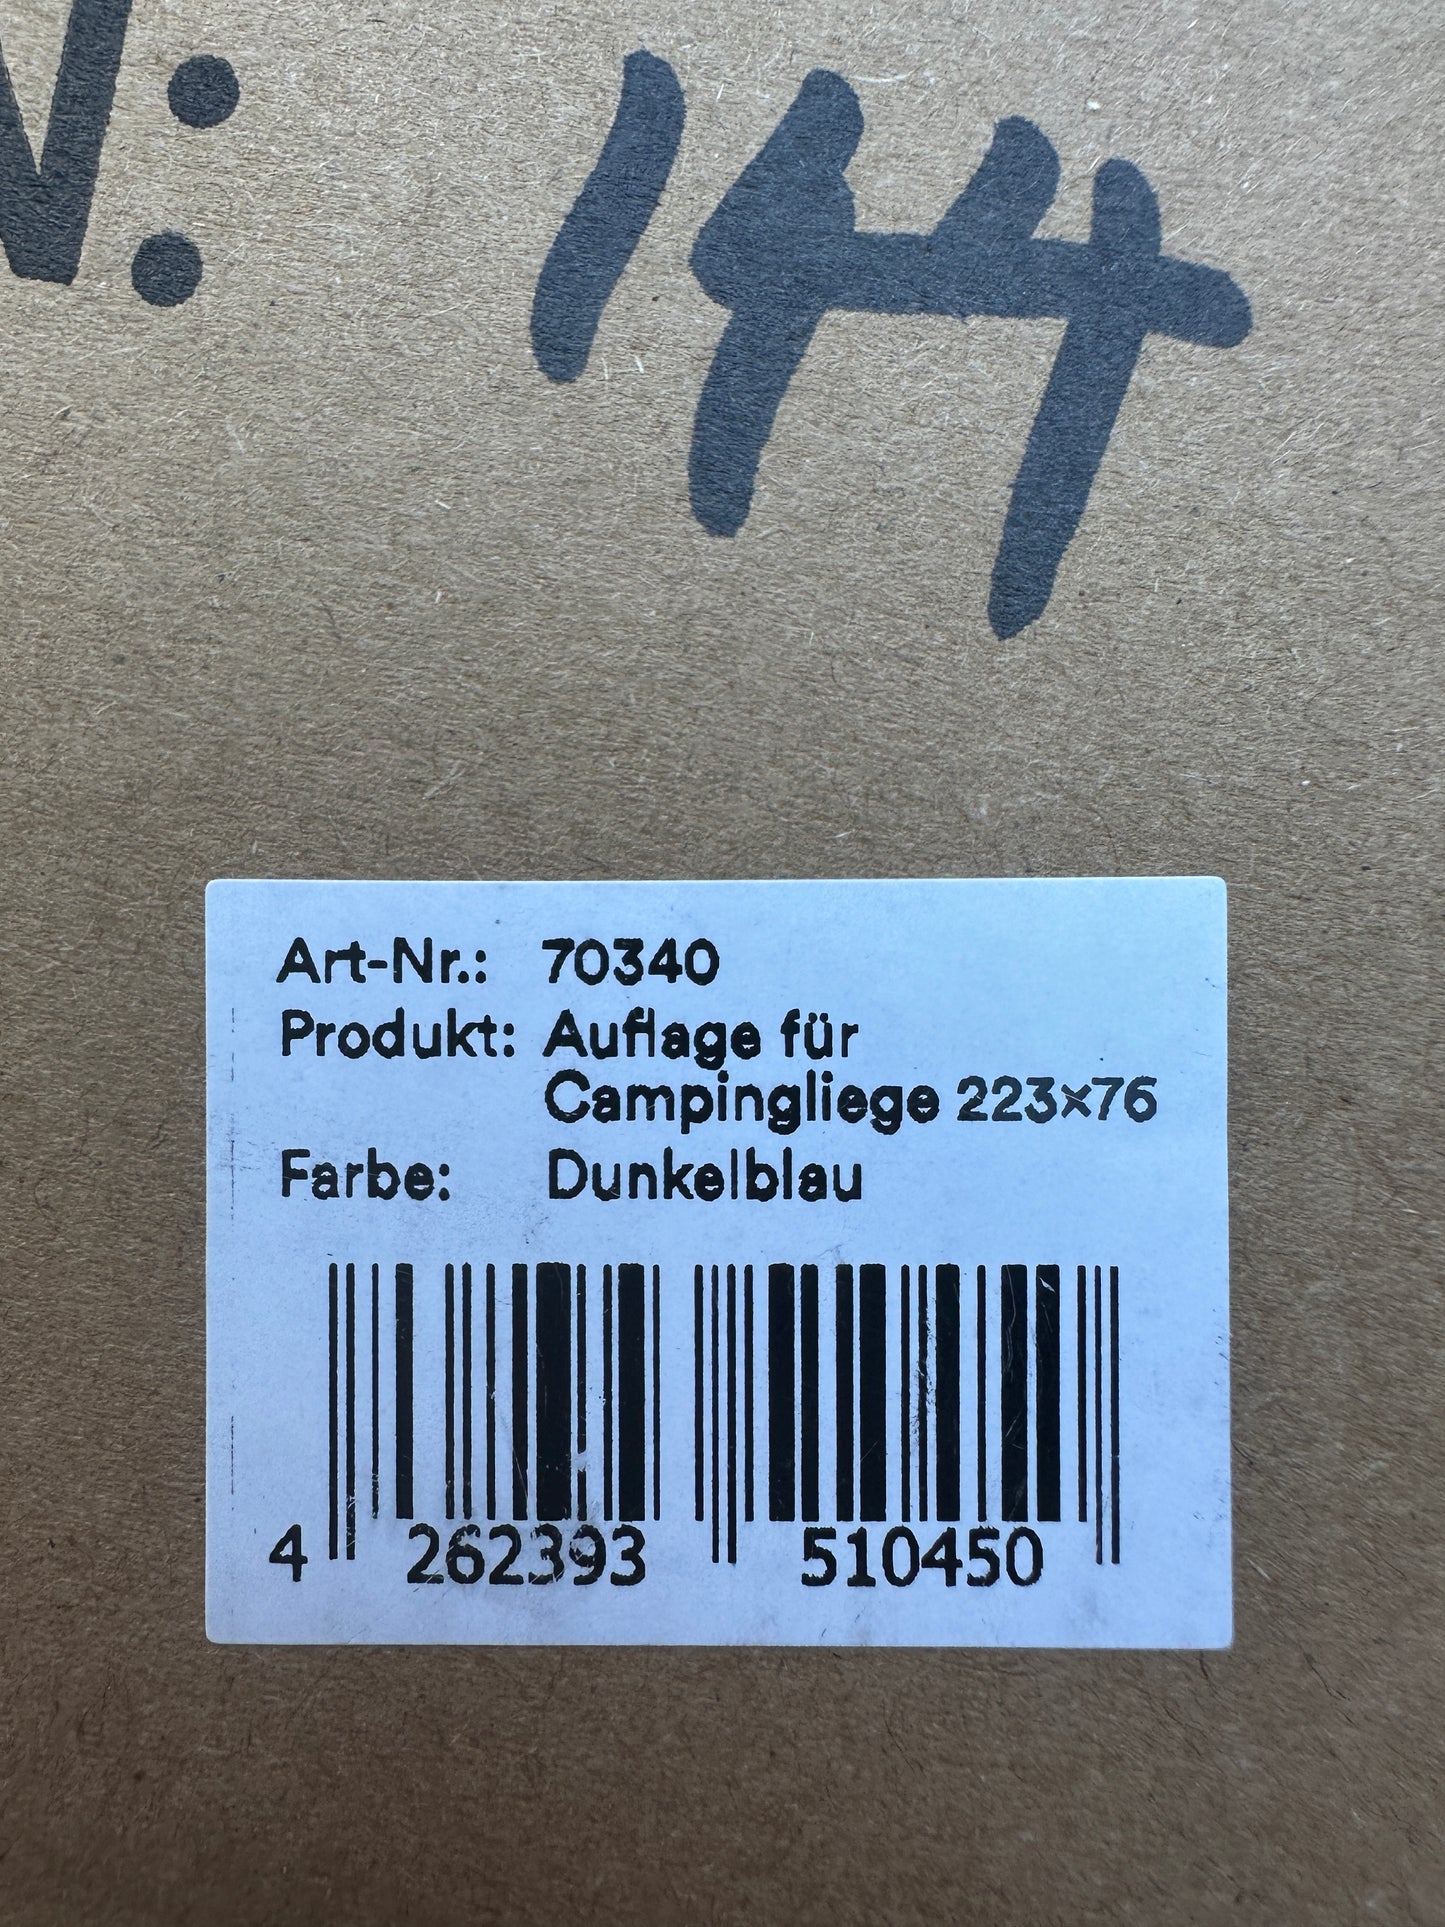 144
Art-Nr.: 70340
Produkt: Auflage für
Campingliege 223x76
Farbe: Dunkelblau
4 262393 510450